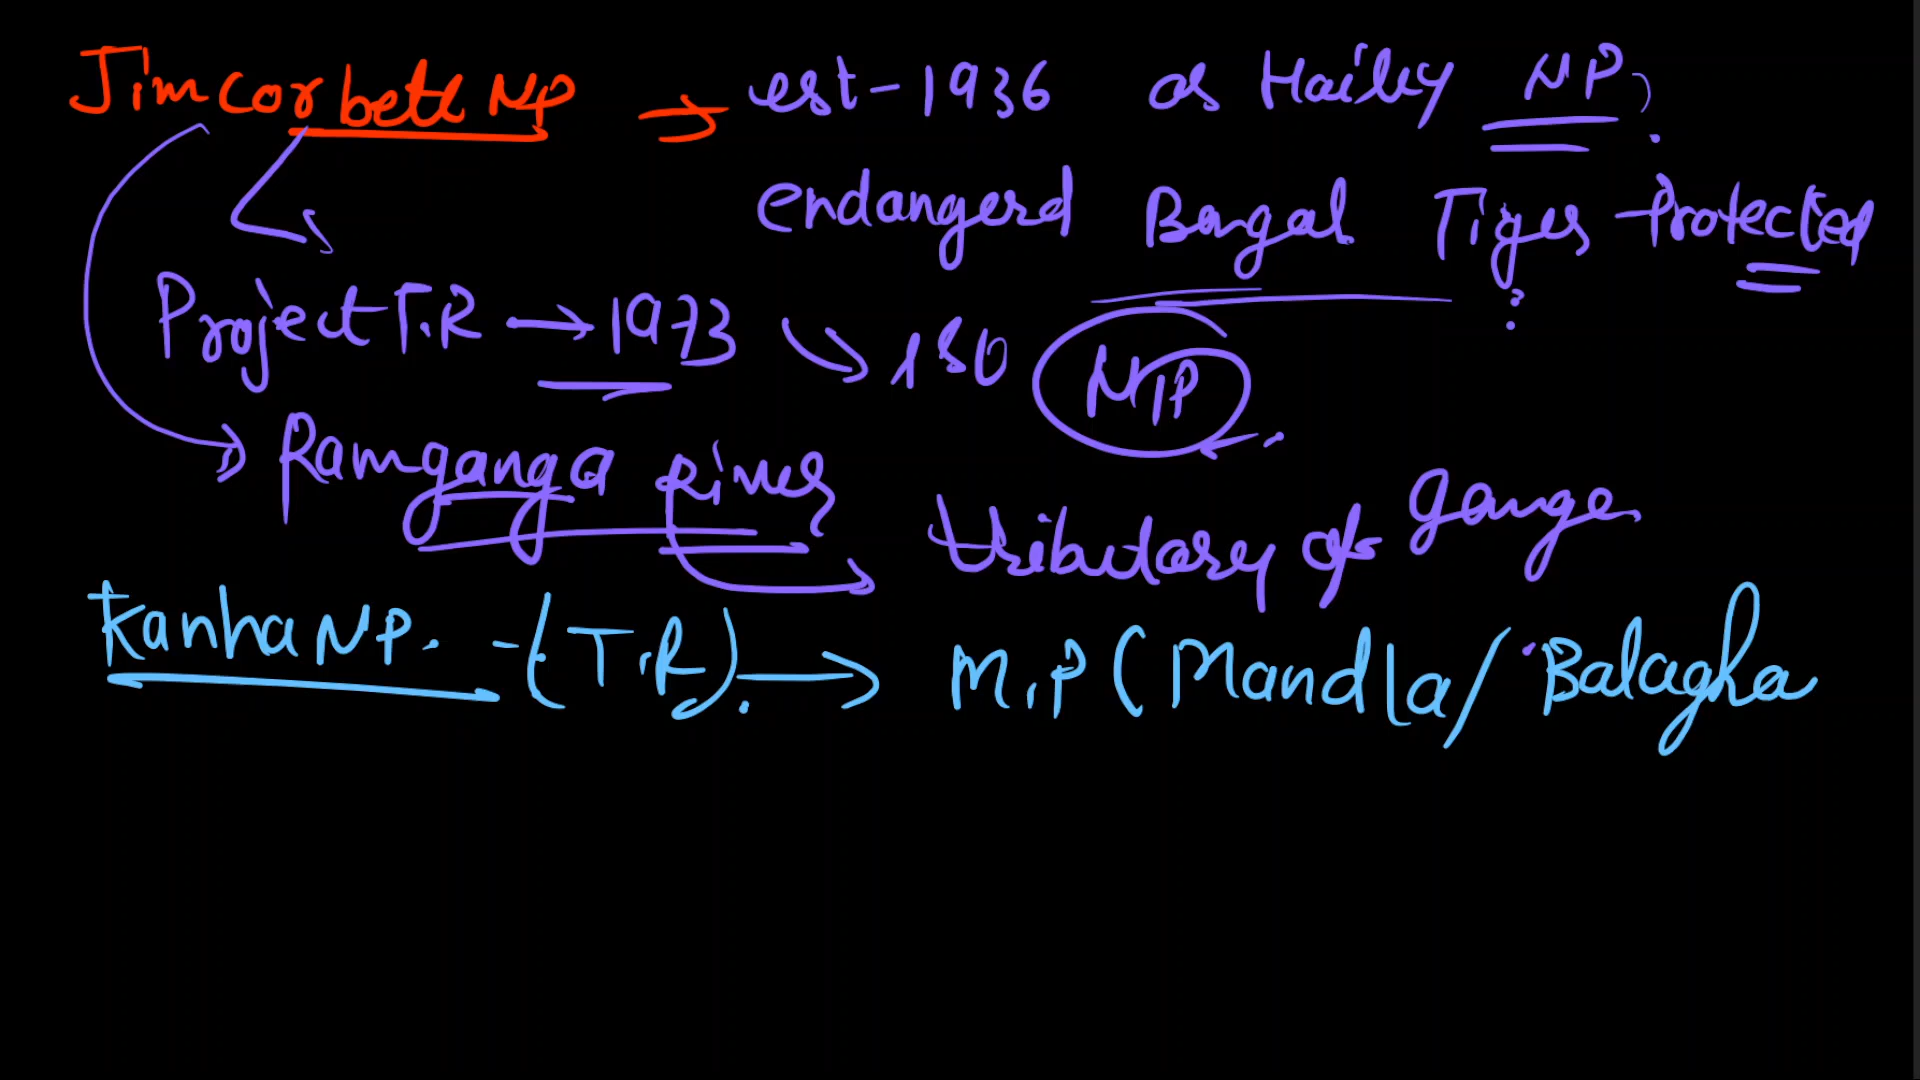 Jim corbett NP → est - 1936 as Hailey NP,
endangerd Bengal Tiger Protected
Project T.R → 1973 → 180 NP
→ Ramganga River → tributary of gange
Kanha NP. - (T.R). → M.P (Mandla / Balagha